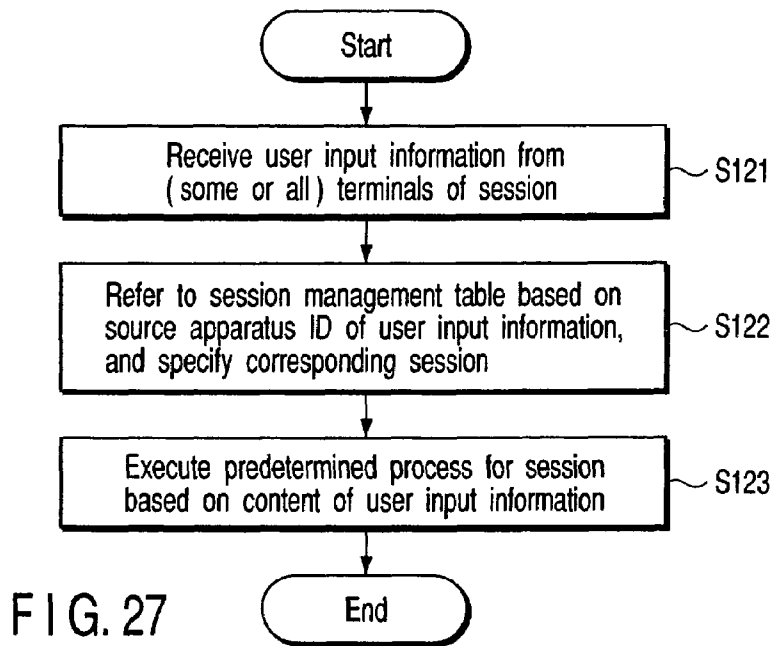 Start
Receive user input information from
(some or all) terminals of session
S121
Refer to session management table based on
source apparatus ID of user input information,
and specify corresponding session
S122
Execute predetermined process for session
based on content of user input information
S123
End
FIG. 27